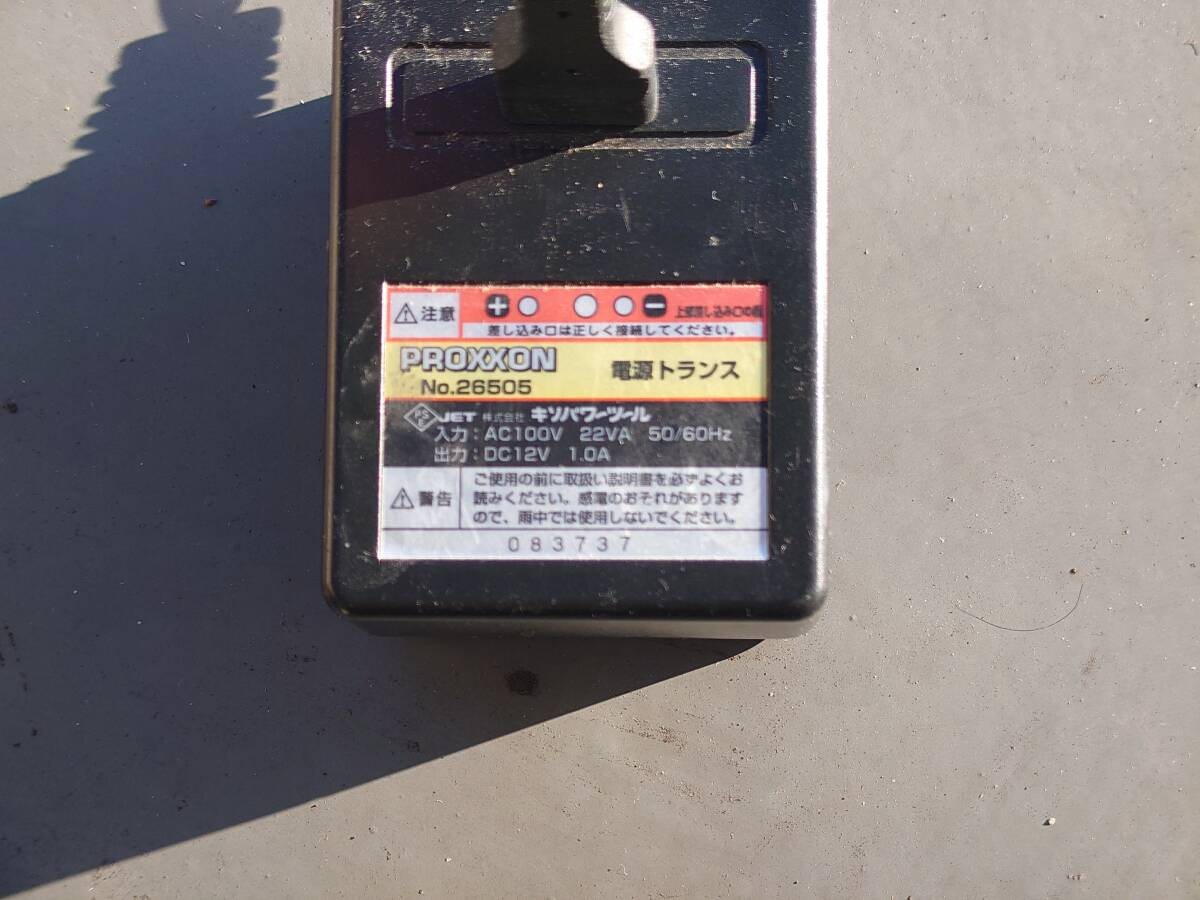 注意
上部差し込み口の極
差し込み口は正しく接続してください。
PROXXON
No.26505
電源トランス
PSE JET 株式会社 キソパワーツール
入力:AC100V 22VA 50/60Hz
出力:DC12V 1.0A
警告
ご使用の前に取扱い説明書を必ずよくお
読みください。感電のおそれがあります
ので、雨中では使用しないでください。
083737